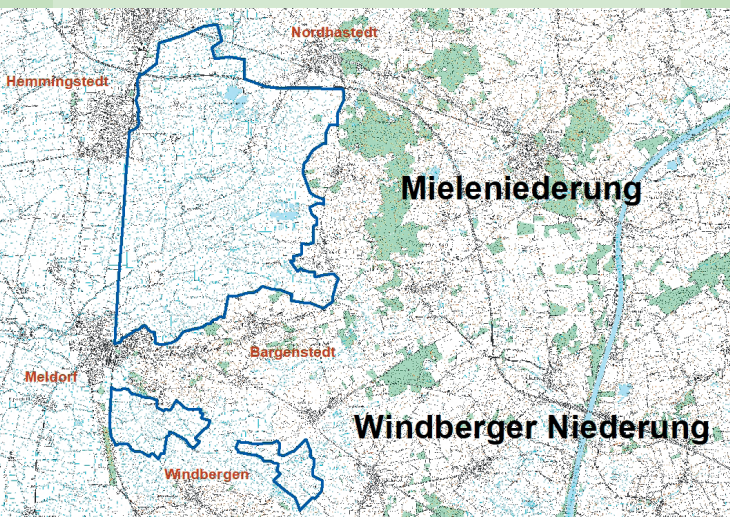 Nordhastedt
Hemmingstedt
Mieleniederung
Bargenstedt
Meldorf
Windberger Niederung
Windbergen